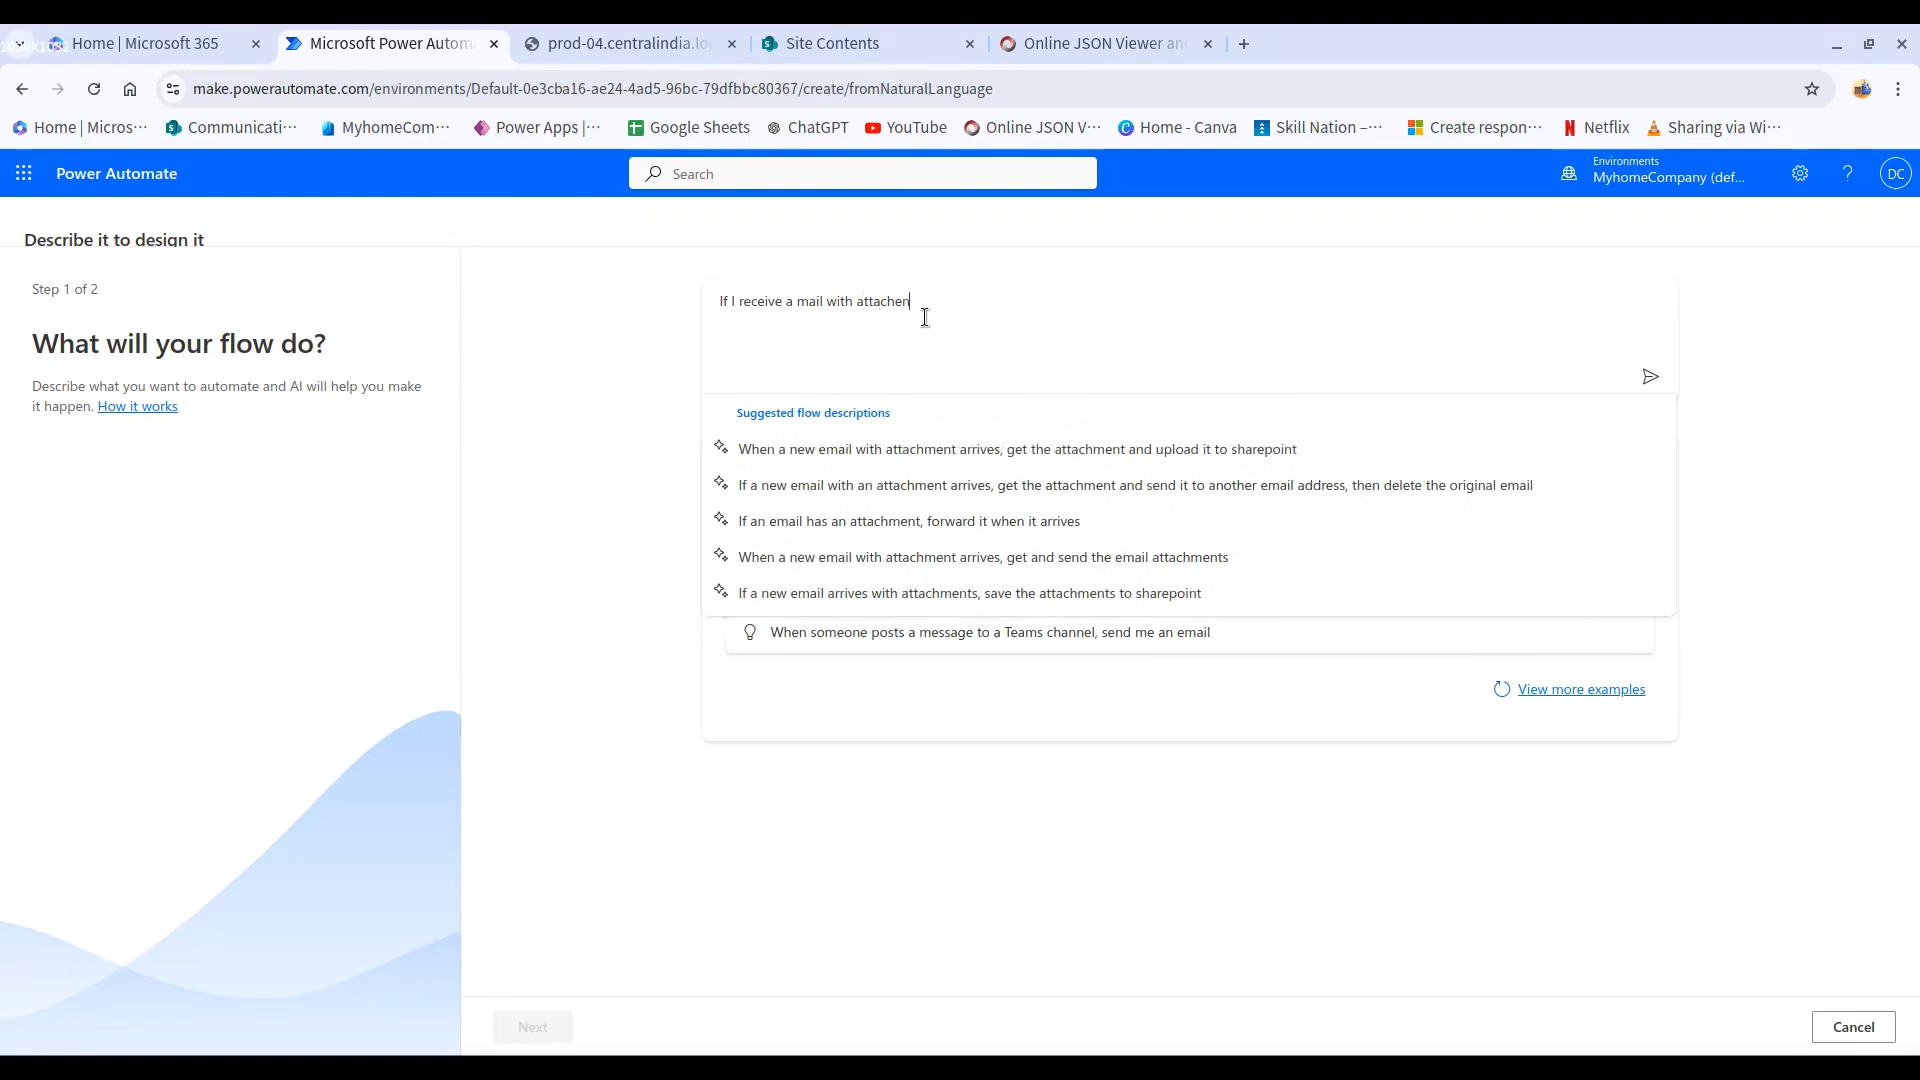 Home | Microsoft 365
Microsoft Power Autom
prod-04.centralindia.lo
Site Contents
Online JSON Viewer an
make.powerautomate.com/environments/Default-0e3cba16-ae24-4ad5-96bc-79dfbbc80367/create/fromNaturalLanguage
Home | Micros…
Communicati…
MyhomeCom…
Power Apps |…
Google Sheets
ChatGPT
YouTube
Online JSON V…
Home - Canva
Skill Nation –…
Create respon…
Netflix
Sharing via Wi…
Power Automate
Search
Environments
MyhomeCompany (def...
DC
Describe it to design it
Step 1 of 2
What will your flow do?
Describe what you want to automate and AI will help you make
it happen. How it works
If I receive a mail with attachen
Suggested flow descriptions
When a new email with attachment arrives, get the attachment and upload it to sharepoint
If a new email with an attachment arrives, get the attachment and send it to another email address, then delete the original email
If an email has an attachment, forward it when it arrives
When a new email with attachment arrives, get and send the email attachments
If a new email arrives with attachments, save the attachments to sharepoint
When someone posts a message to a Teams channel, send me an email
View more examples
Next
Cancel